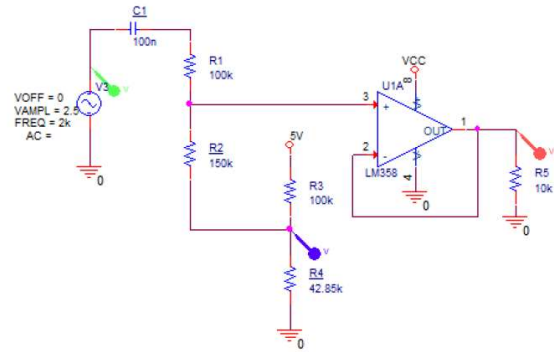 C1
100n
R1
100k
V3
VOFF = 0
VAMPL = 2.5
FREQ = 2k
AC =
0
R2
150k
5V
R3
100k
R4
42.85k
0
VCC
U1A
8
3
+
OUT
1
2
-
LM358
4
0
R5
10k
0
V
V
V